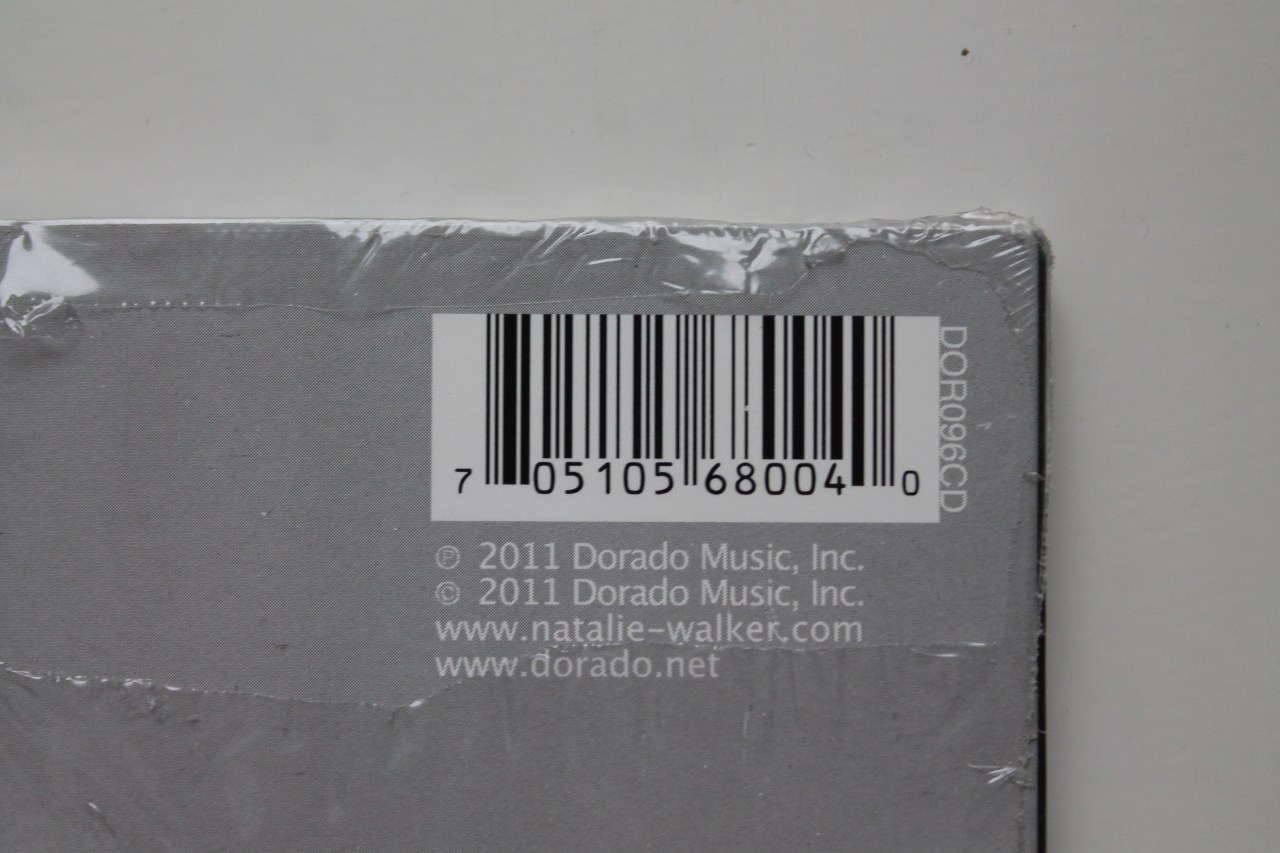 7 05105 68004 0
DOR096CD
℗ 2011 Dorado Music, Inc.
© 2011 Dorado Music, Inc.
www.natalie-walker.com
www.dorado.net